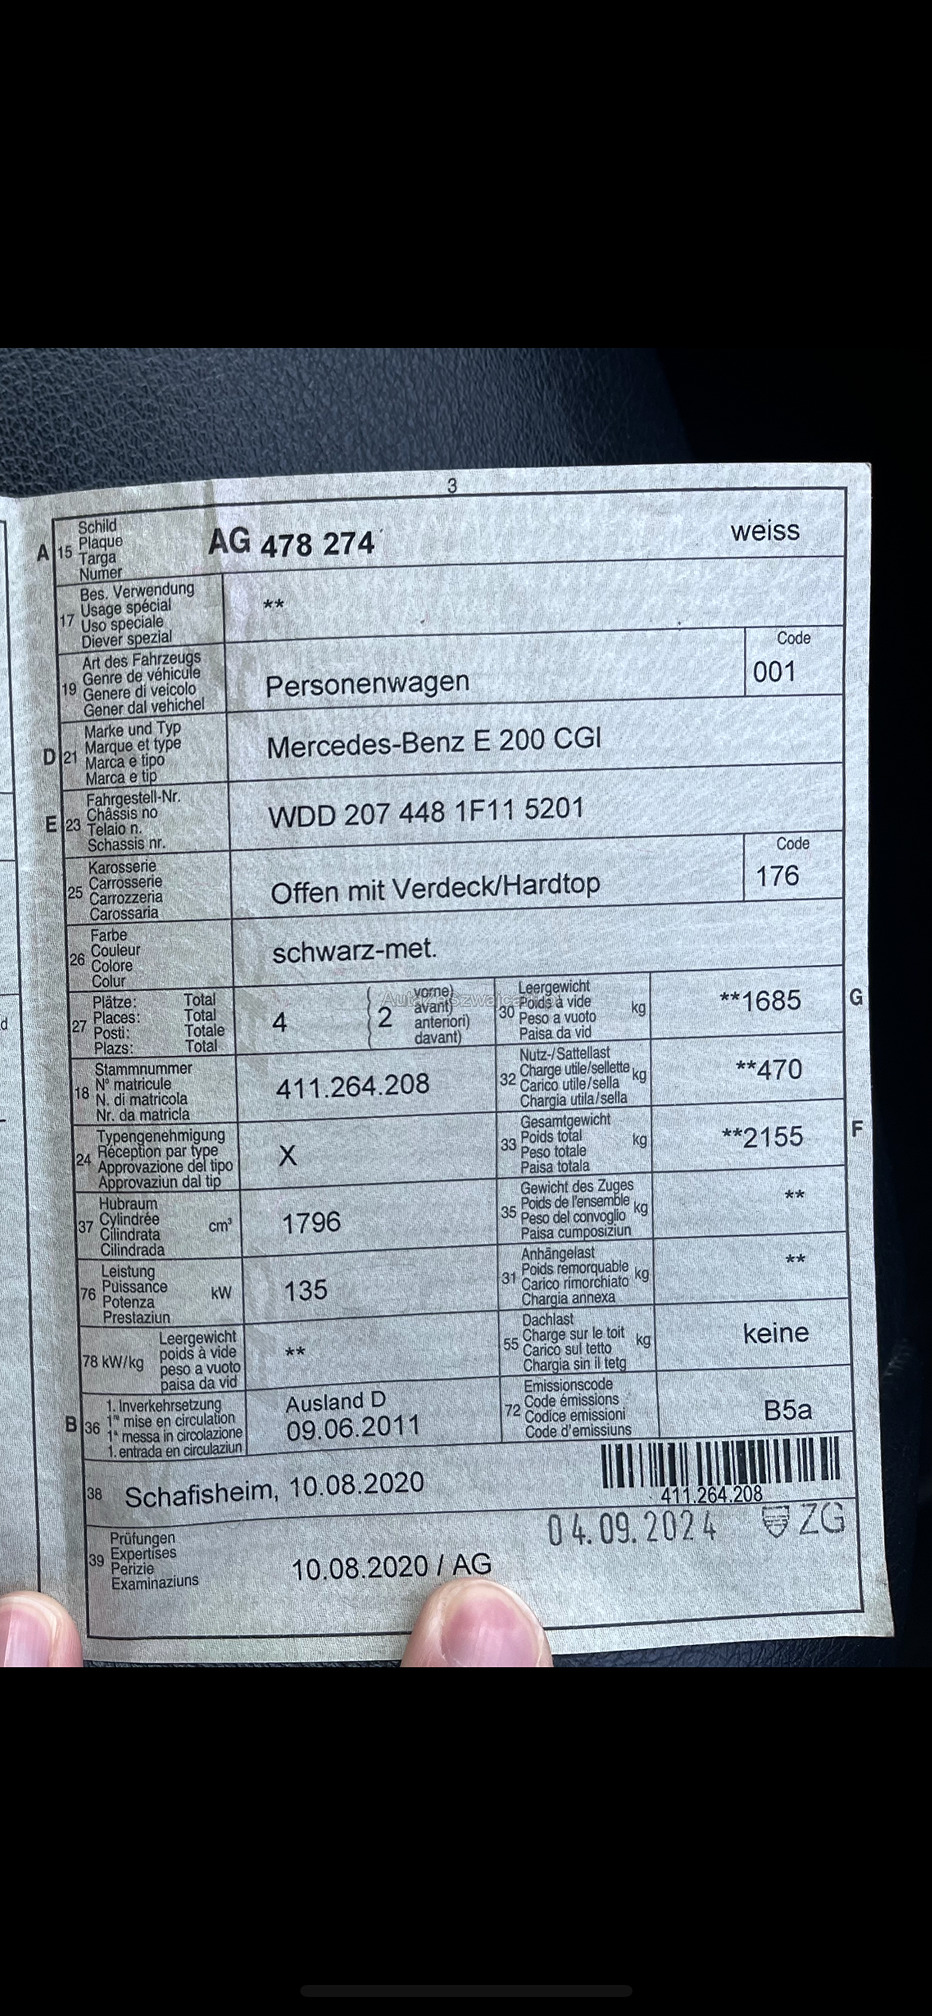 3
A 15 Schild Plaque Targa Numer AG 478 274 weiss
17 Bes. Verwendung Usage spécial Uso speciale Diever spezial **
19 Art des Fahrzeugs Genre de véhicule Genere di veicolo Gener dal vehichel Personenwagen Code 001
D 21 Marke und Typ Marque et type Marca e tipo Marca e tip Mercedes-Benz E 200 CGI
E 23 Fahrgestell-Nr. Châssis no Telaio n. Schassis nr. WDD 207 448 1F11 5201
25 Karosserie Carrosserie Carrozzeria Carossaria Offen mit Verdeck/Hardtop Code 176
26 Farbe Couleur Colore Colur schwarz-met.
27 Plätze: Total Places: Total Posti: Totale Plazs: Total 4 (2 vorne) avant) anteriori) davant)
30 Leergewicht Poids à vide Peso a vuoto Paisa da vid kg **1685 G
18 Stammnummer N° matricule N. di matricola Nr. da matricla 411.264.208
32 Nutz-/Sattellast Charge utile/sellette Carico utile/sella Chargia utila/sella kg **470
24 Typengenehmigung Réception par type Approvazione del tipo Approvaziun dal tip X
33 Gesamtgewicht Poids total Peso totale Paisa totala kg **2155 F
37 Hubraum Cylindrée Cilindrata Cilindrada cm³ 1796
35 Gewicht des Zuges Poids de l'ensemble Peso del convoglio Paisa cumposiziun kg **
76 Leistung Puissance Potenza Prestaziun kW 135
31 Anhängelast Poids remorquable Carico rimorchiato Chargia annexa kg **
78 kW/kg Leergewicht poids à vide peso a vuoto paisa da vid **
55 Dachlast Charge sur le toit Carico sul tetto Chargia sin il tetg kg keine
B 36 1. Inverkehrsetzung 1re mise en circulation 1a messa in circolazione 1. entrada en circulaziun Ausland D 09.06.2011
72 Emissionscode Code émissions Codice emissioni Code d'emissiuns B5a
38 Schafisheim, 10.08.2020
411.264.208
04.09.2024 ZG
39 Prüfungen Expertises Perizie Examinaziuns 10.08.2020 / AG